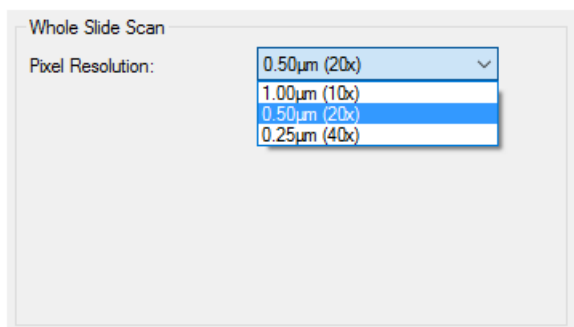 Whole Slide Scan
Pixel Resolution: 0.50µm (20x)
1.00µm (10x)
0.50µm (20x)
0.25µm (40x)